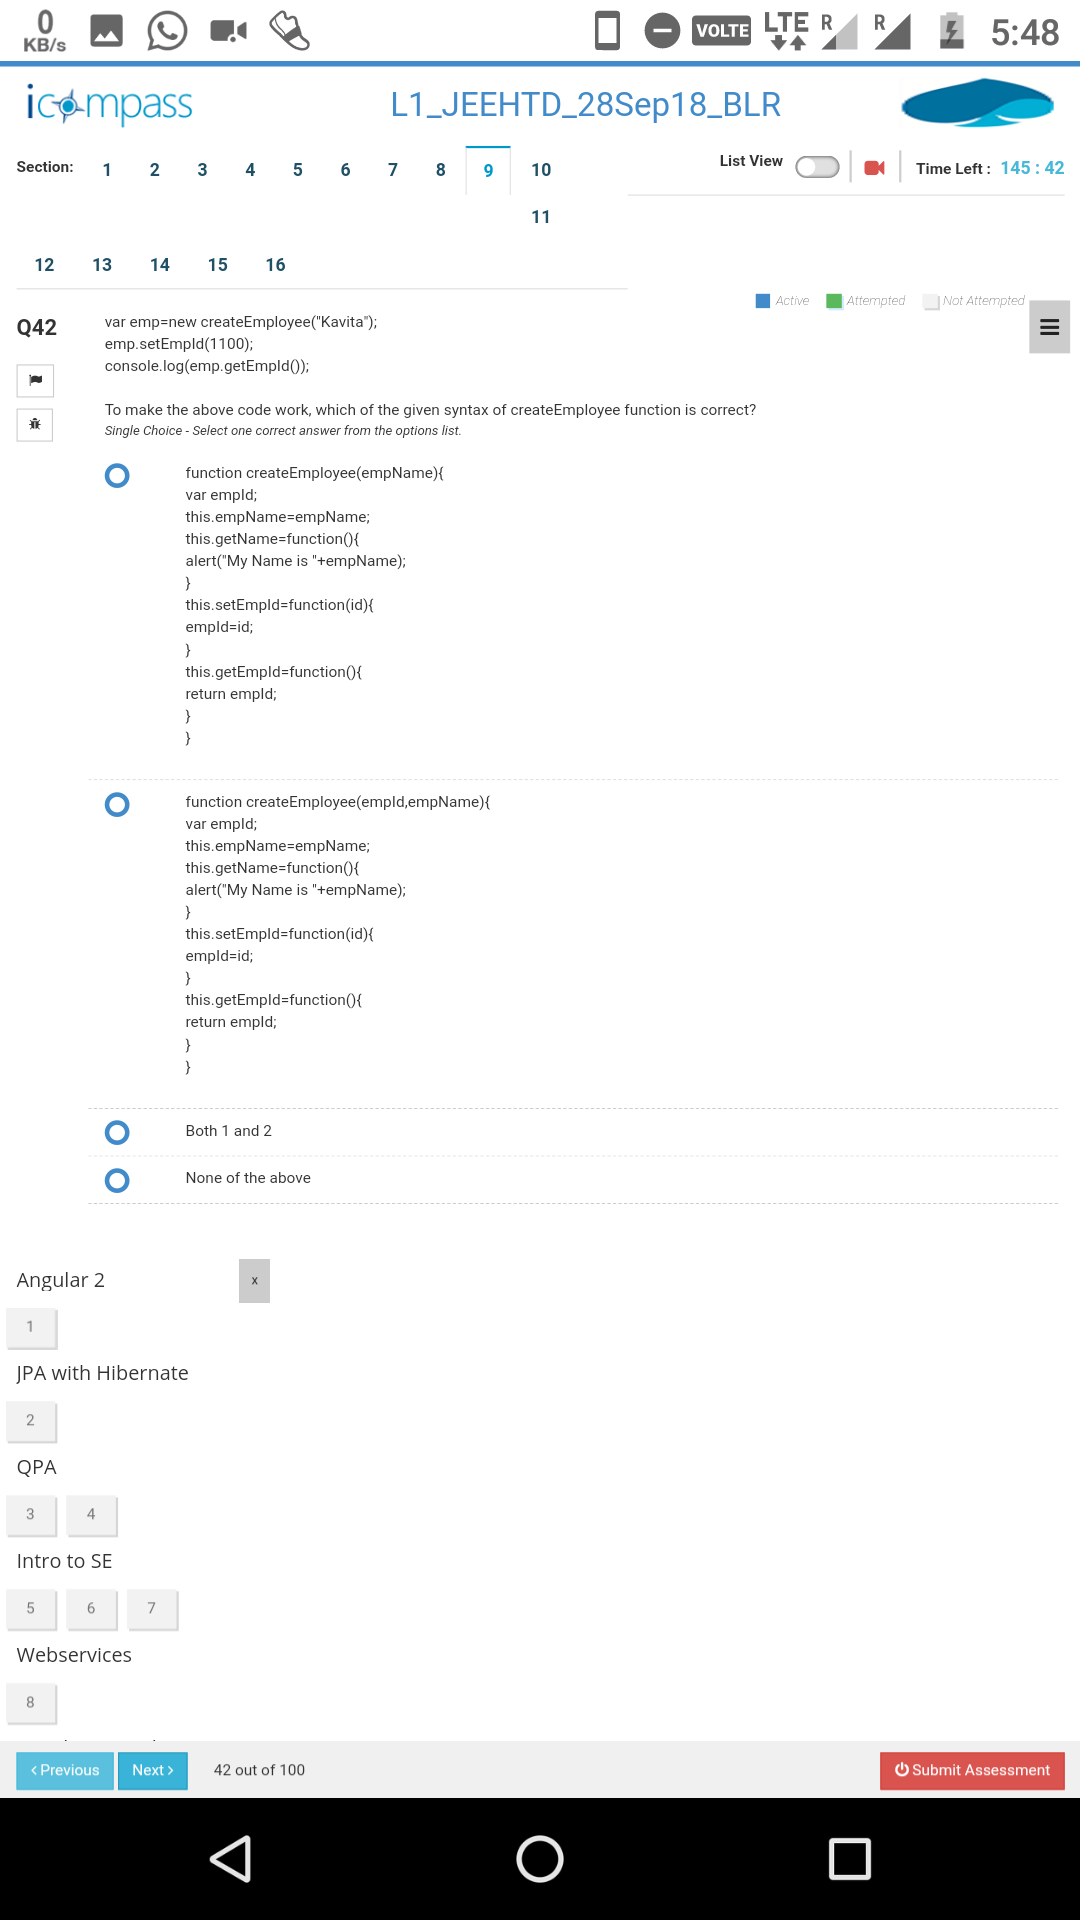 0
KB/s
VOLTE
LTE
R
R
5:48
icompass
L1_JEEHTD_28Sep18_BLR
Section:
1
2
3
4
5
6
7
8
9
10
11
12
13
14
15
16
List View
Time Left :
145 : 42
Active
Attempted
Not Attempted
Q42
var emp=new createEmployee("Kavita");
emp.setEmpId(1100);
console.log(emp.getEmpId());
To make the above code work, which of the given syntax of createEmployee function is correct?
Single Choice - Select one correct answer from the options list.
function createEmployee(empName){
var empId;
this.empName=empName;
this.getName=function(){
alert("My Name is "+empName);
}
this.setEmpId=function(id){
empId=id;
}
this.getEmpId=function(){
return empId;
}
}
function createEmployee(empId,empName){
var empId;
this.empName=empName;
this.getName=function(){
alert("My Name is "+empName);
}
this.setEmpId=function(id){
empId=id;
}
this.getEmpId=function(){
return empId;
}
}
Both 1 and 2
None of the above
Angular 2
x
1
JPA with Hibernate
2
QPA
3
4
Intro to SE
5
6
7
Webservices
8
Previous
Next
42 out of 100
Submit Assessment